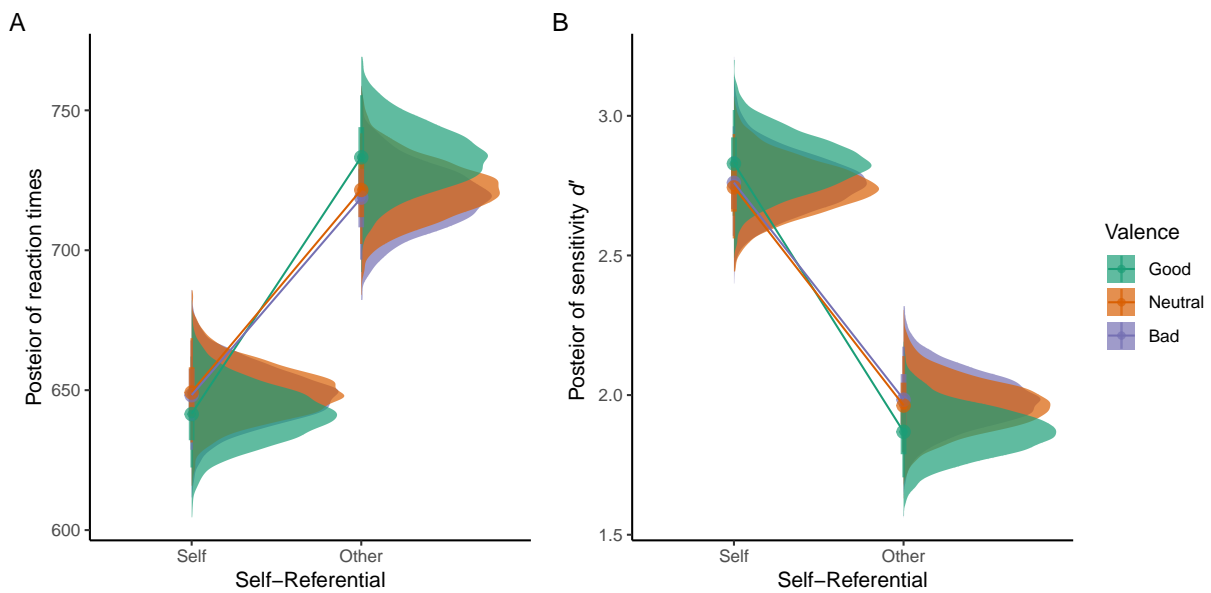 A
Posteior of reaction times
750
700
650
600
Self
Other
Self−Referential
B
Posteior of sensitivity d′
3.0
2.5
2.0
1.5
Self
Other
Self−Referential
Valence
Good
Neutral
Bad